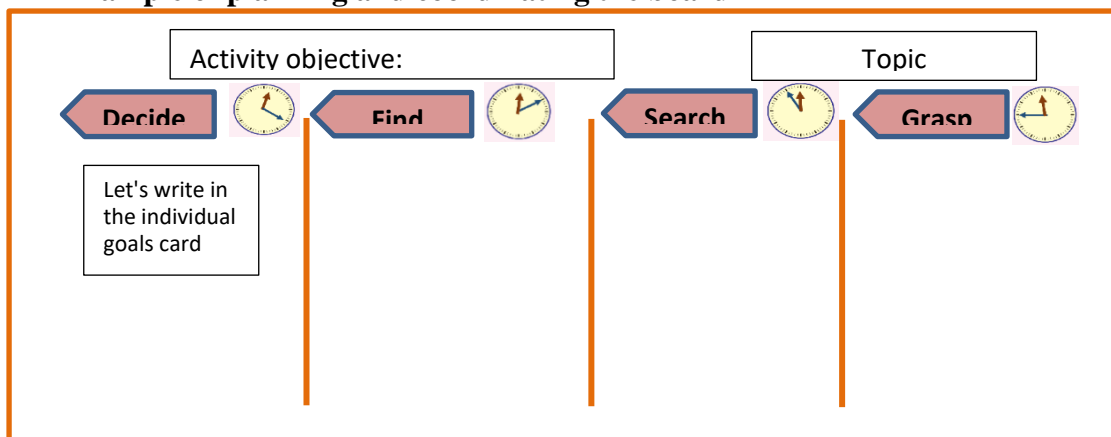 Activity objective:
Topic
Decide
Find
Search
Grasp
Let's write in
the individual
goals card